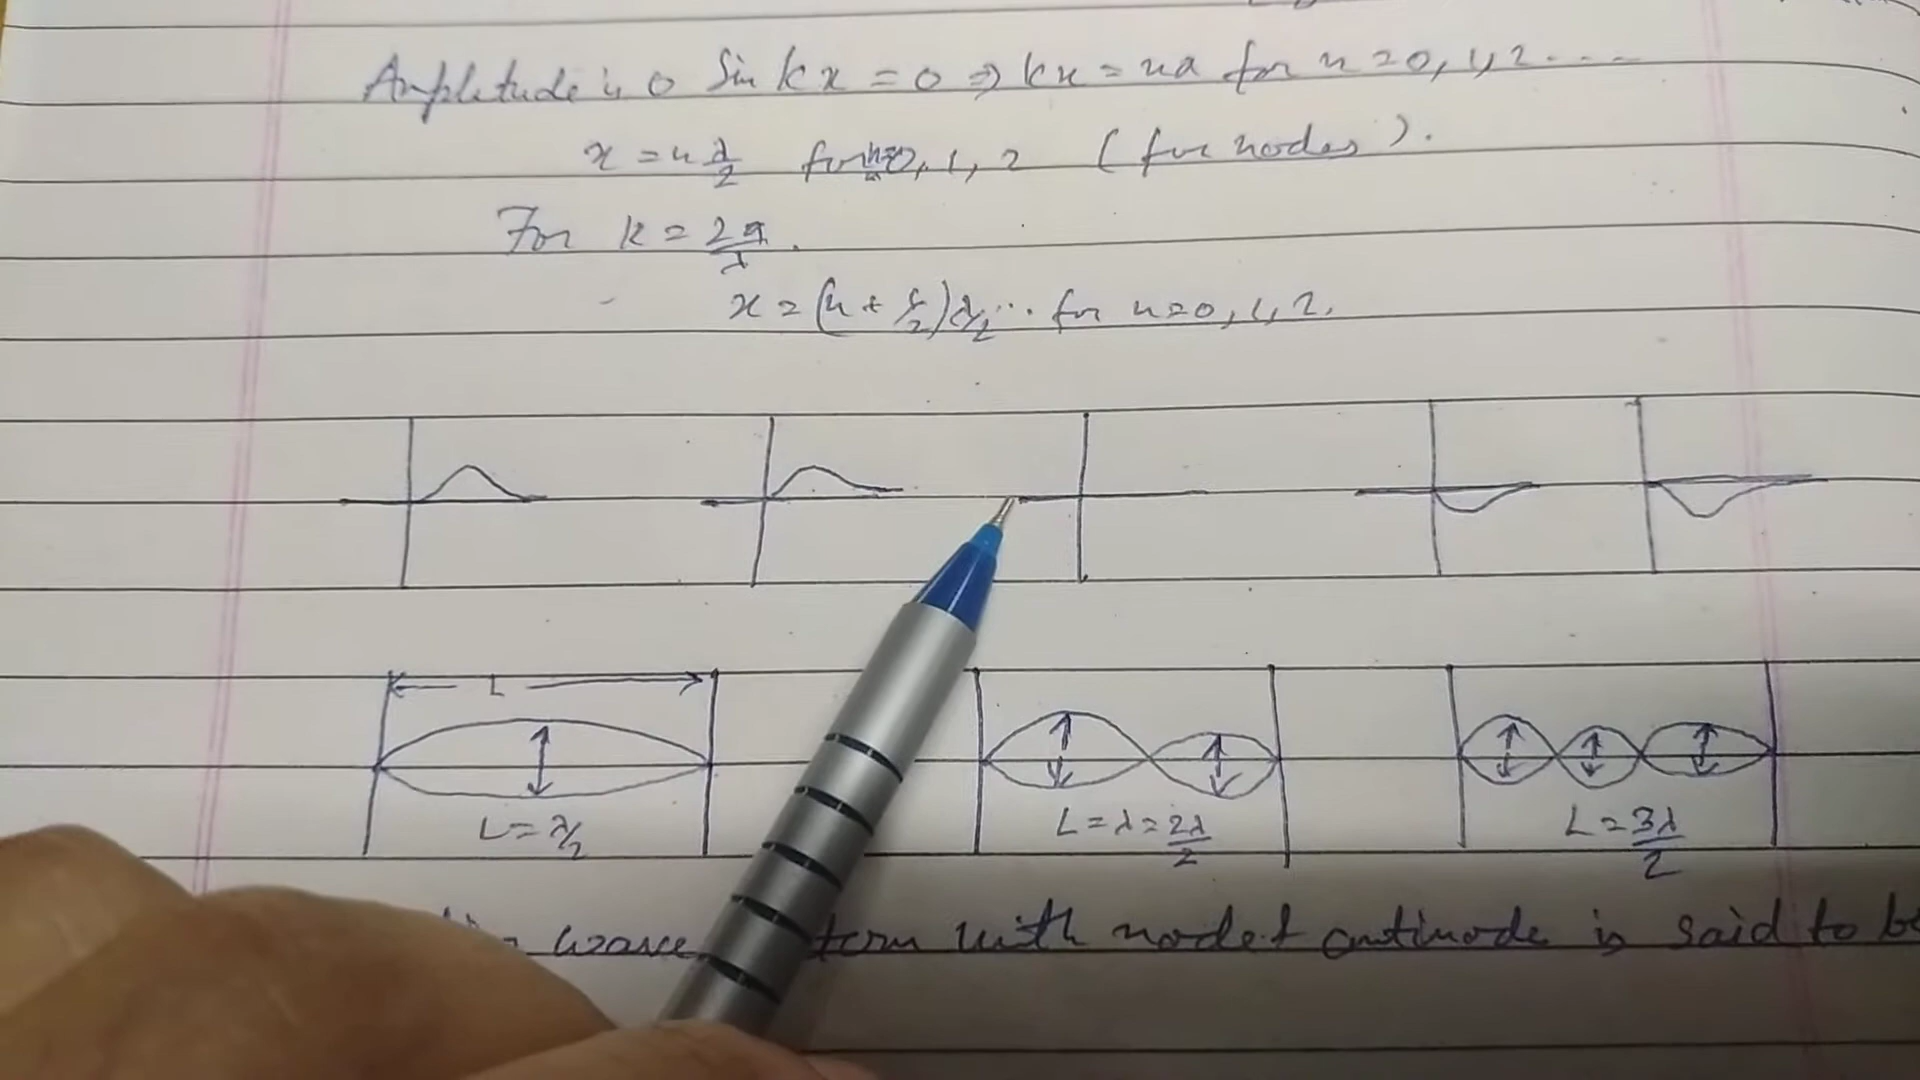 Amplitude is 0 Sin kx = 0 ⇒ kx = nπ for n = 0, 1, 2 ....
x = n λ/2 for n=0, 1, 2 (for nodes).
For k = 2π/λ.
x = (n + 1/2) λ/2 ... for n=0, 1, 2.
L
L = λ/2 L = λ = 2λ/2 L = 3λ/2
wave with node & antinode is said to be